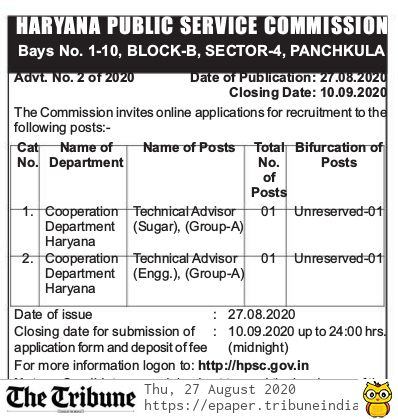 HARYANA PUBLIC SERVICE COMMISSION
Bays No. 1-10, BLOCK-B, SECTOR-4, PANCHKULA
Advt. No. 2 of 2020 Date of Publication: 27.08.2020
Closing Date: 10.09.2020
The Commission invites online applications for recruitment to the
following posts:-
Cat Name of Name of Posts Total Bifurcation of
No. Department No. Posts
of
Posts
1. Cooperation Technical Advisor 01 Unreserved-01
Department (Sugar), (Group-A)
Haryana
2. Cooperation Technical Advisor 01 Unreserved-01
Department (Engg.), (Group-A)
Haryana
Date of issue : 27.08.2020
Closing date for submission of : 10.09.2020 up to 24:00 hrs.
application form and deposit of fee (midnight)
For more information logon to: http://hpsc.gov.in
The Tribune Thu, 27 August 2020
https://epaper.tribuneindia